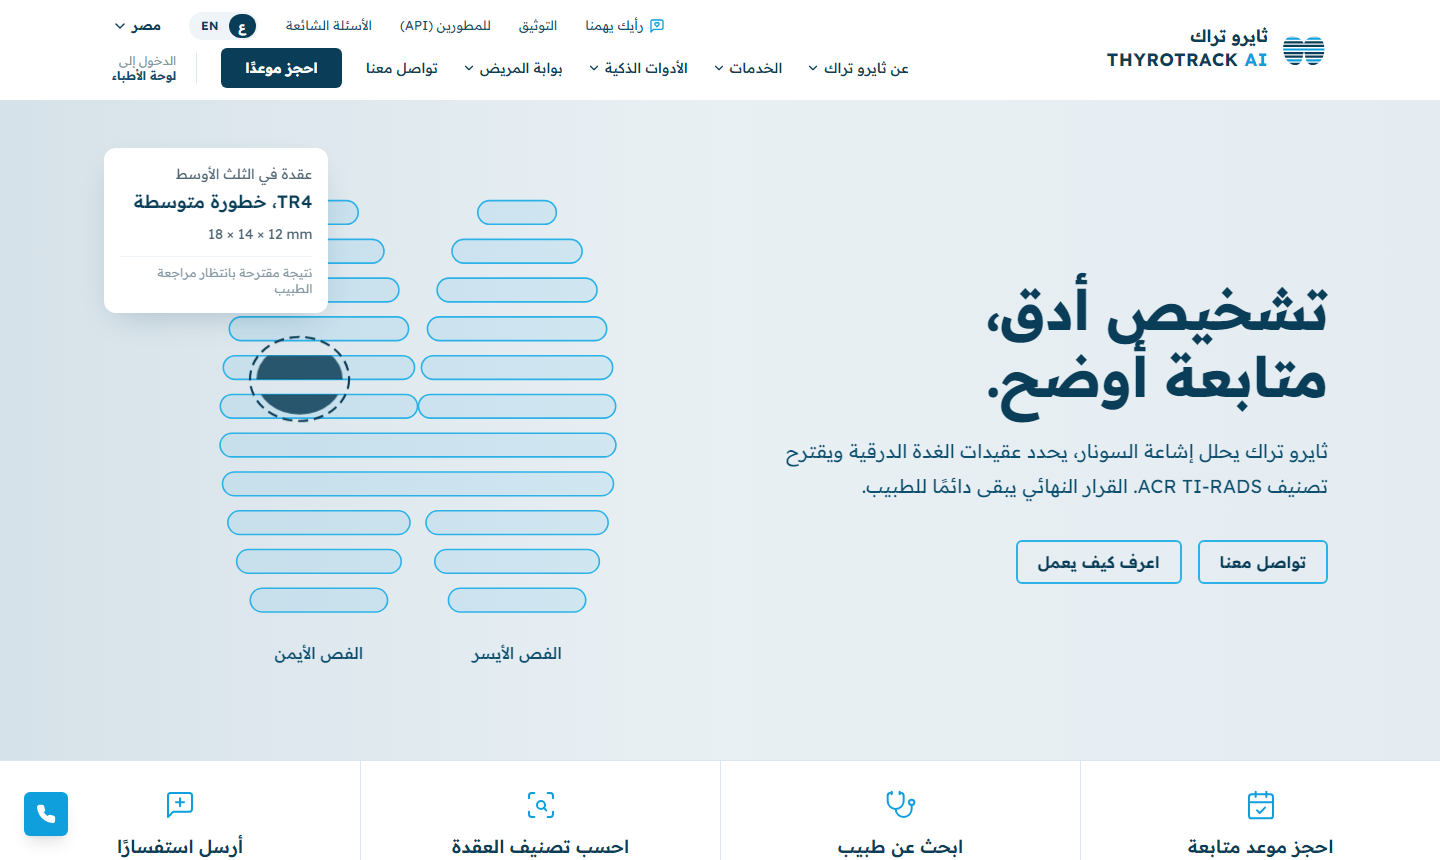 ثايرو تراك
THYROTRACK AI
رأيك يهمنا
التوثيق
للمطورين (API)
الأسئلة الشائعة
ع
EN
مصر
عن ثايرو تراك
الخدمات
الأدوات الذكية
بوابة المريض
تواصل معنا
احجز موعدًا
الدخول إلى
لوحة الأطباء
تشخيص أدق،
متابعة أوضح.
ثايرو تراك يحلل إشاعة السونار، يحدد عقيدات الغدة الدرقية ويقترح
تصنيف ACR TI-RADS. القرار النهائي يبقى دائمًا للطبيب.
تواصل معنا
اعرف كيف يعمل
عقدة في الثلث الأوسط
TR4، خطورة متوسطة
18 × 14 × 12 mm
نتيجة مقترحة بانتظار مراجعة
الطبيب
الفص الأيسر
الفص الأيمن
احجز موعد متابعة
ابحث عن طبيب
احسب تصنيف العقدة
أرسل استفسارًا